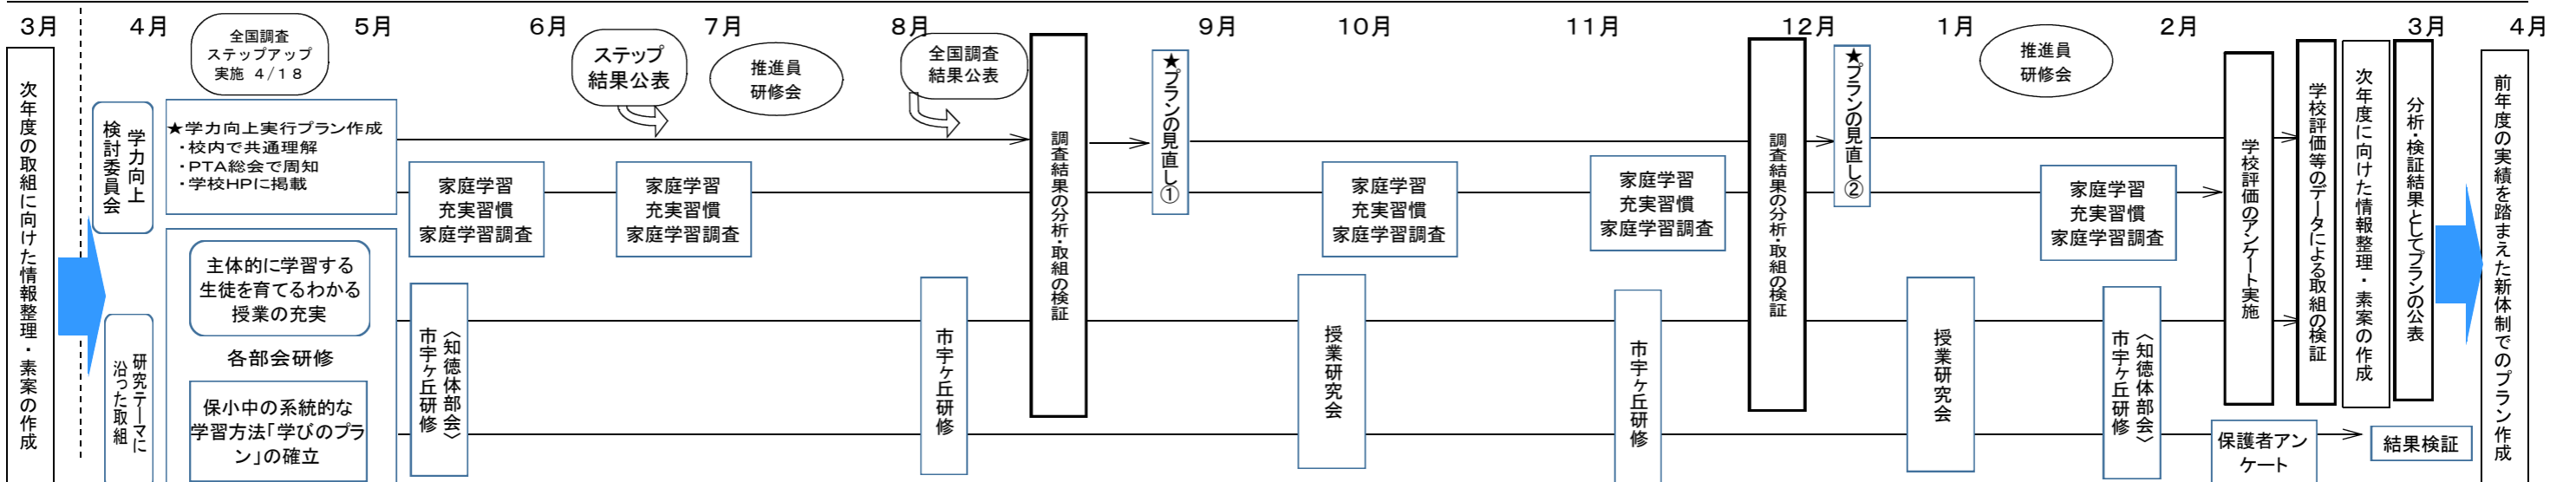 3月
4月
5月
6月
7月
8月
9月
10月
11月
12月
1月
2月
3月
4月
次年度の取組に向けた情報整理・素案の作成
学力向上
検討委員会
研究テーマに
沿った取組
全国調査
ステップアップ
実施 4/18
★学力向上実行プラン作成
・校内で共通理解
・PTA総会で周知
・学校HPに掲載
主体的に学習する
生徒を育てるわかる
授業の充実
各部会研修
保小中の系統的な
学習方法「学びのプラ
ン」の確立
家庭学習
充実習慣
家庭学習調査
〈知徳体部会〉
市宇ヶ丘研修
ステップ
結果公表
推進員
研修会
家庭学習
充実習慣
家庭学習調査
全国調査
結果公表
市宇ヶ丘研修
調査結果の分析・取組の検証
★プランの見直し①
家庭学習
充実習慣
家庭学習調査
授業研究会
家庭学習
充実習慣
家庭学習調査
市宇ヶ丘研修
調査結果の分析・取組の検証
★プランの見直し②
推進員
研修会
授業研究会
家庭学習
充実習慣
家庭学習調査
〈知徳体部会〉
市宇ヶ丘研修
学校評価のアンケート実施
保護者アン
ケート
学校評価等のデータによる取組の検証
次年度に向けた情報整理・素案の作成
分析・検証結果としてプランの公表
結果検証
前年度の実績を踏まえた新体制でのプラン作成